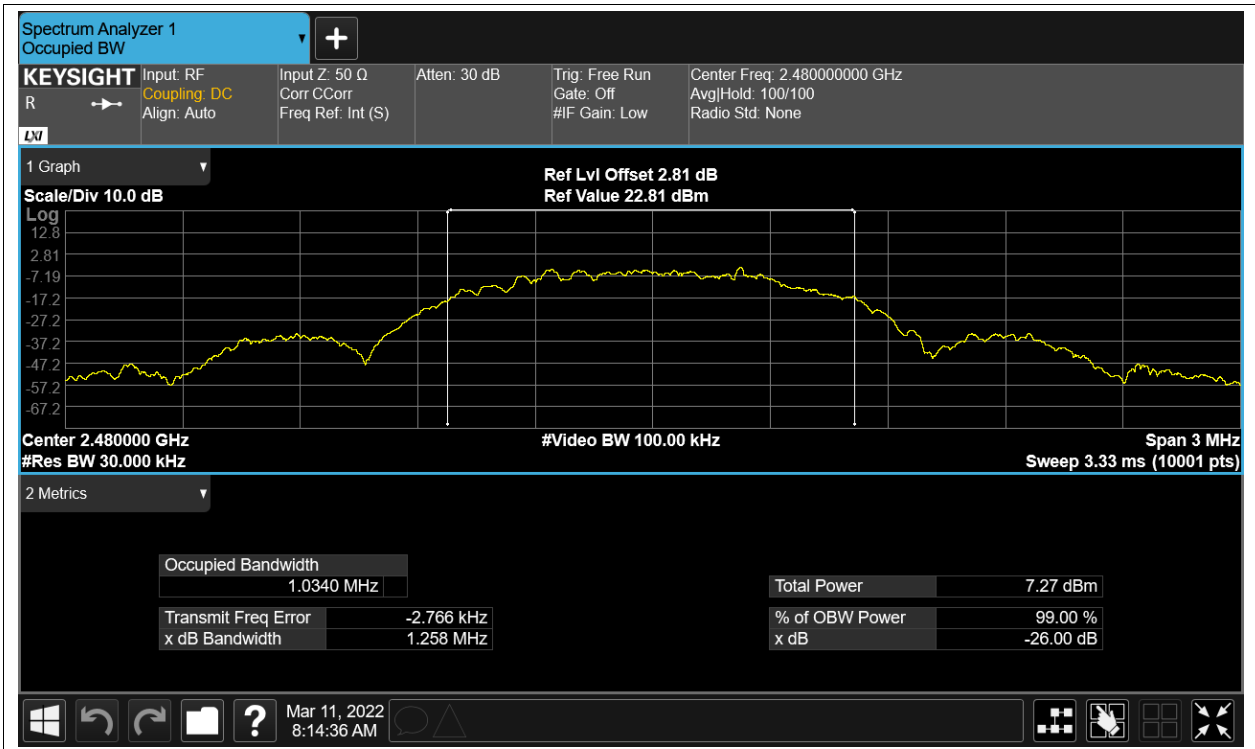 Spectrum Analyzer 1
Occupied BW
KEYSIGHT Input: RF Input Z: 50 Ω Atten: 30 dB Trig: Free Run Center Freq: 2.480000000 GHz
R Coupling: DC Corr CCorr Gate: Off Avg|Hold: 100/100
Align: Auto Freq Ref: Int (S) #IF Gain: Low Radio Std: None
LXI
1 Graph
Ref Lvl Offset 2.81 dB
Scale/Div 10.0 dB Ref Value 22.81 dBm
Log
12.8
2.81
-7.19
-17.2
-27.2
-37.2
-47.2
-57.2
-67.2
Center 2.480000 GHz #Video BW 100.00 kHz Span 3 MHz
#Res BW 30.000 kHz Sweep 3.33 ms (10001 pts)
2 Metrics
Occupied Bandwidth
1.0340 MHz Total Power 7.27 dBm
Transmit Freq Error -2.766 kHz % of OBW Power 99.00 %
x dB Bandwidth 1.258 MHz x dB -26.00 dB
? Mar 11, 2022
8:14:36 AM